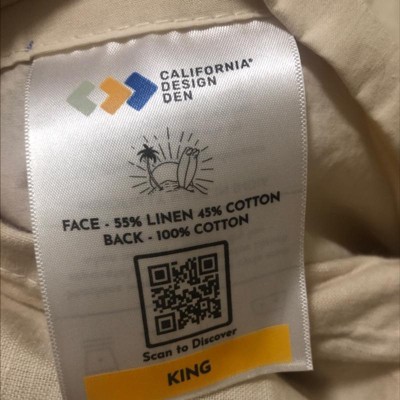 CALIFORNIA®
DESIGN
DEN
FACE - 55% LINEN 45% COTTON
BACK - 100% COTTON
Scan to Discover
KING